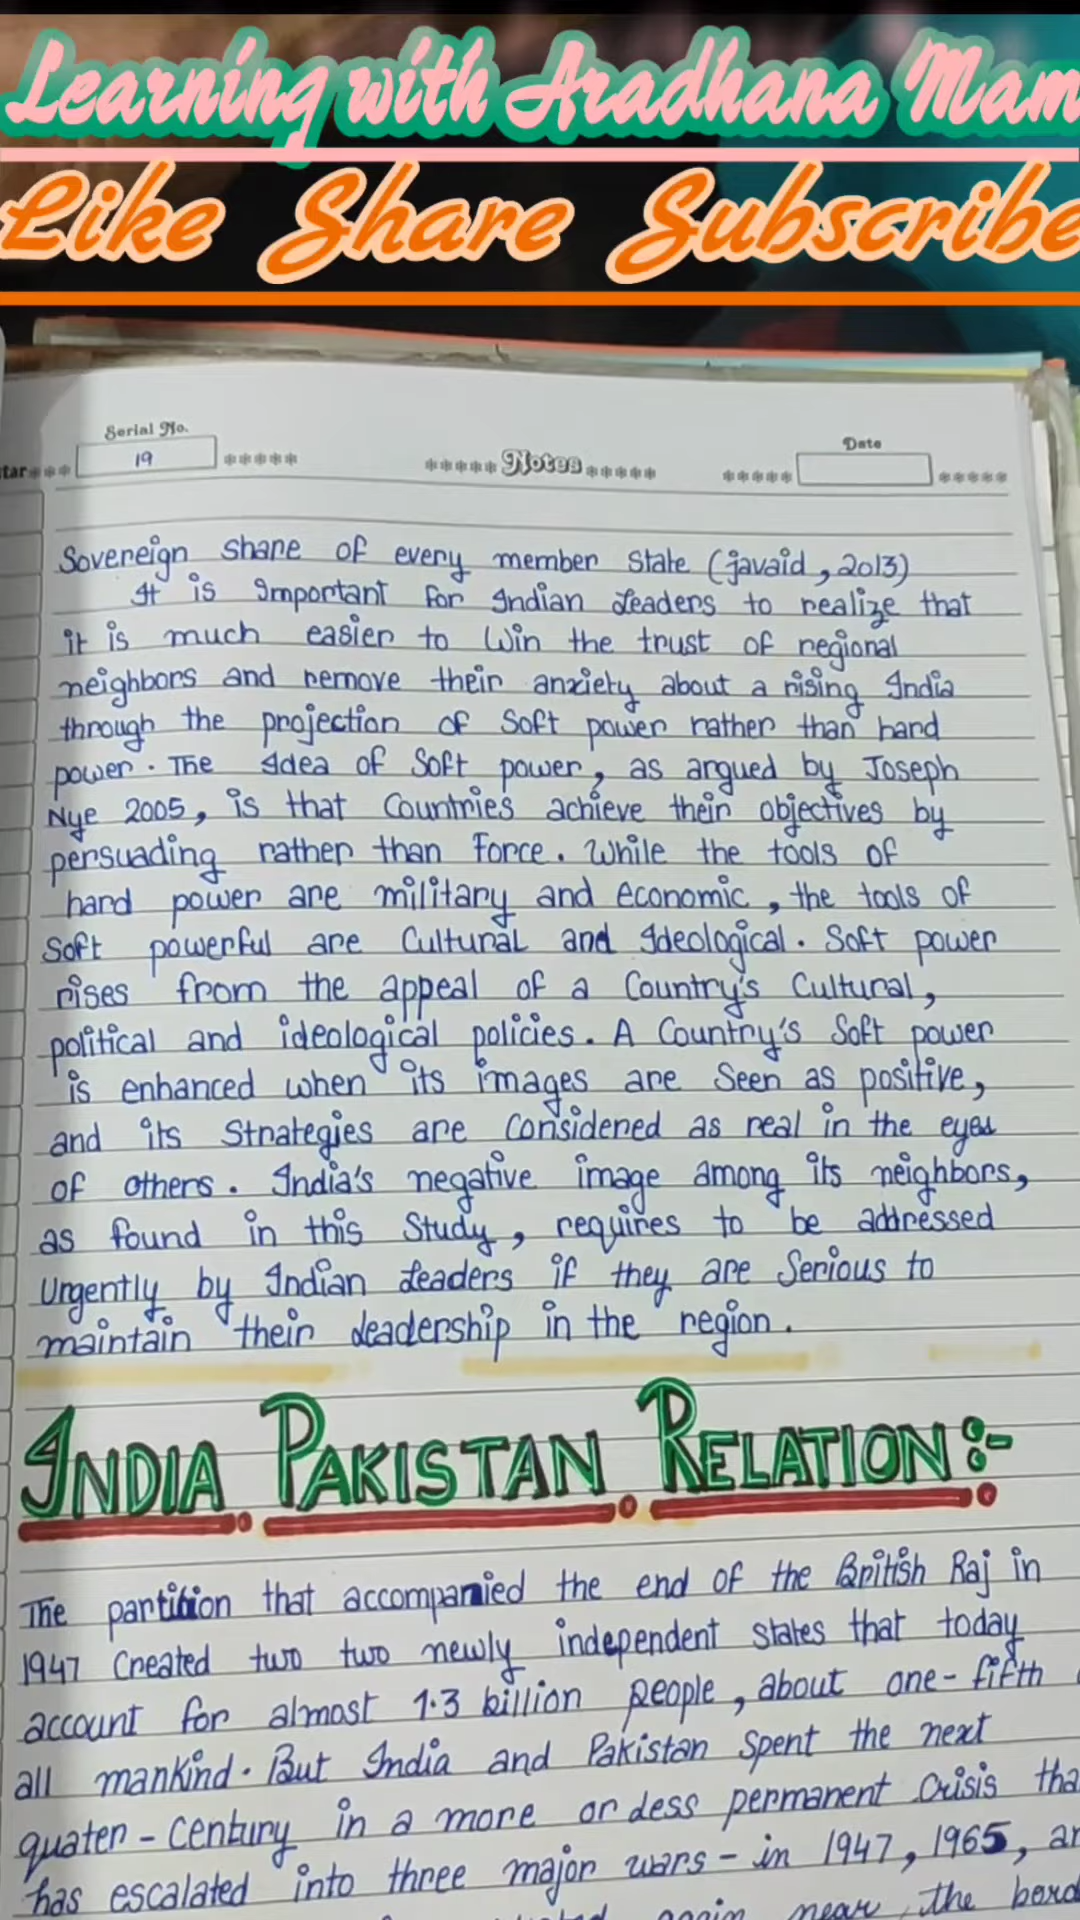 Learning with Aradhana Mam
Like Share Subscribe
Serial No.
19
Notes
Date
tar
Sovereign share of every member State (javaid, 2013)
It is Important for Indian Leaders to realize that
it is much easier to win the trust of regional
neighbors and remove their anxiety about a rising India
through the projection of Soft power rather than hard
power. The Idea of Soft power, as argued by Joseph
Nye 2005, is that Countries achieve their objectives by
persuading rather than Force. While the tools of
hard power are military and economic, the tools of
Soft powerful are Cultural and Ideological. Soft power
rises from the appeal of a Country's Cultural,
political and ideological policies. A Country's Soft power
is enhanced when its images are Seen as positive,
and its Strategies are Considered as real in the eyes
of others. India's negative image among its neighbors,
as found in this Study, requires to be addressed
Urgently by Indian Leaders if they are Serious to
maintain their leadership in the region.
INDIA PAKISTAN RELATION:-
The partition that accompanied the end of the British Raj in
1947 Created two two newly independent states that today
account for almost 1.3 billion people, about one-fifth
all mankind. But India and Pakistan Spent the next
quater-Century in a more or less permanent Crisis tha
has escalated into three major wars - in 1947, 1965, an
again near the bord